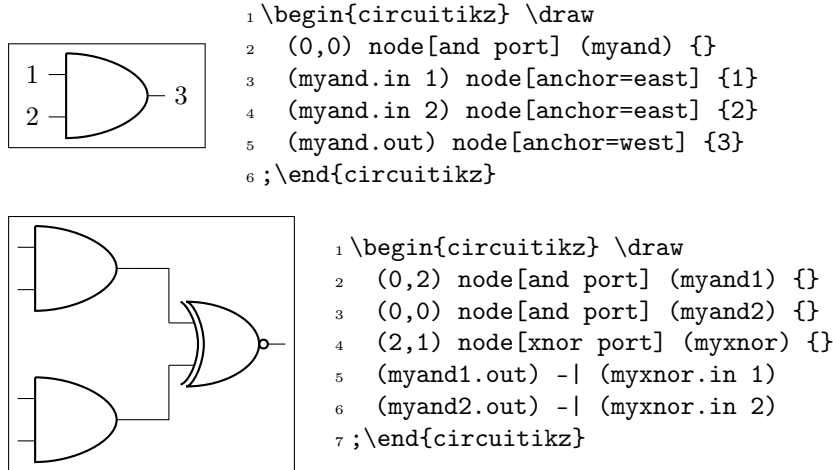 1
2
3
1 \begin{circuitikz} \draw
2 (0,0) node[and port] (myand) {}
3 (myand.in 1) node[anchor=east] {1}
4 (myand.in 2) node[anchor=east] {2}
5 (myand.out) node[anchor=west] {3}
6 ;\end{circuitikz}
1 \begin{circuitikz} \draw
2 (0,2) node[and port] (myand1) {}
3 (0,0) node[and port] (myand2) {}
4 (2,1) node[xnor port] (myxnor) {}
5 (myand1.out) -| (myxnor.in 1)
6 (myand2.out) -| (myxnor.in 2)
7 ;\end{circuitikz}